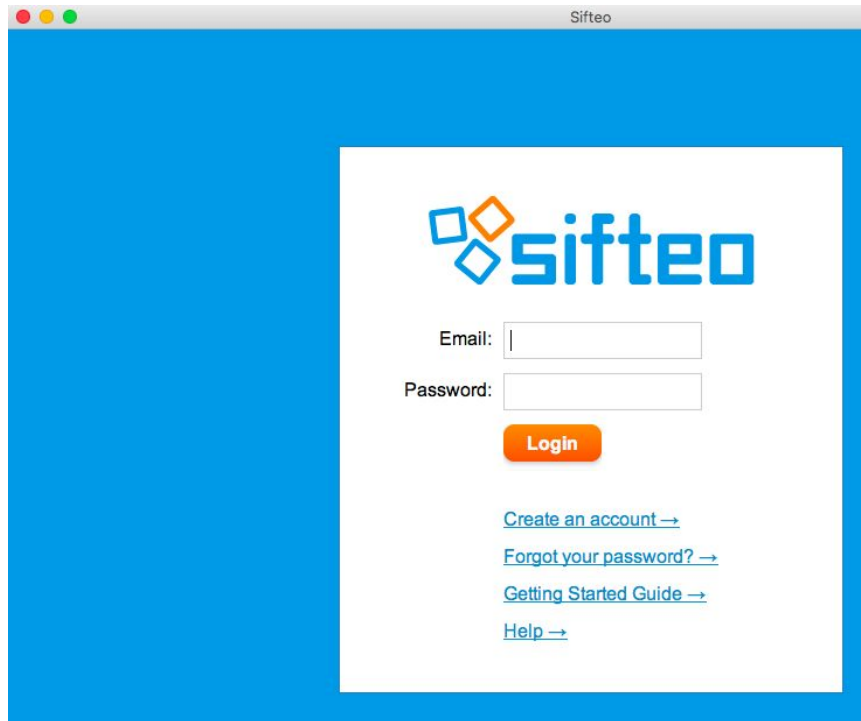 Sifteo
sifteo
Email:
Password:
Login
Create an account →
Forgot your password? →
Getting Started Guide →
Help →